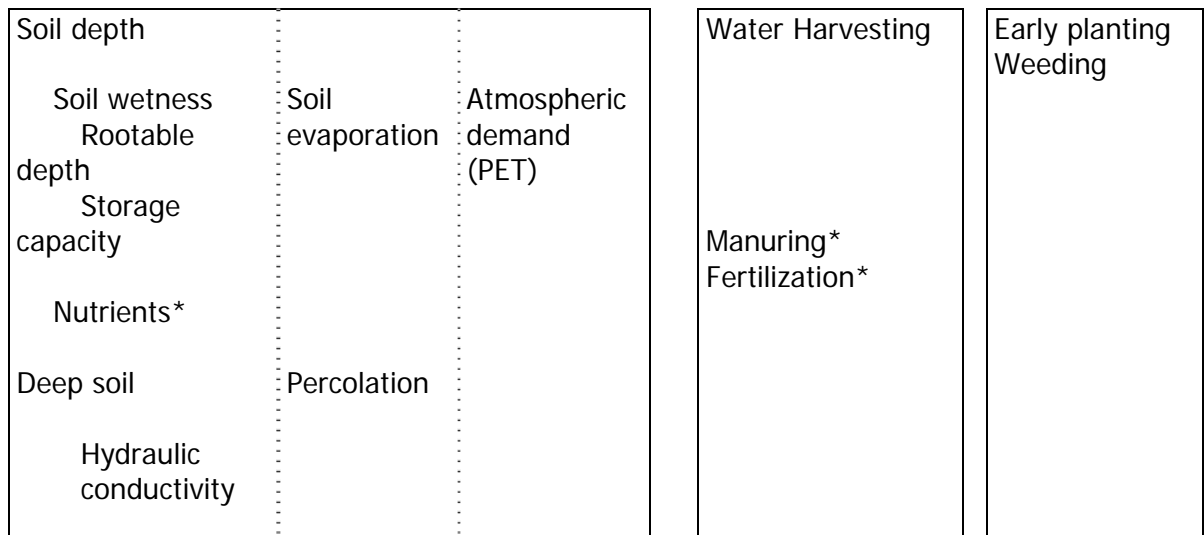 Soil depth
Soil wetness
Rootable
depth
Storage
capacity
Nutrients*
Deep soil
Hydraulic
conductivity
Soil
evaporation
Percolation
Atmospheric
demand
(PET)
Water Harvesting
Manuring*
Fertilization*
Early planting
Weeding